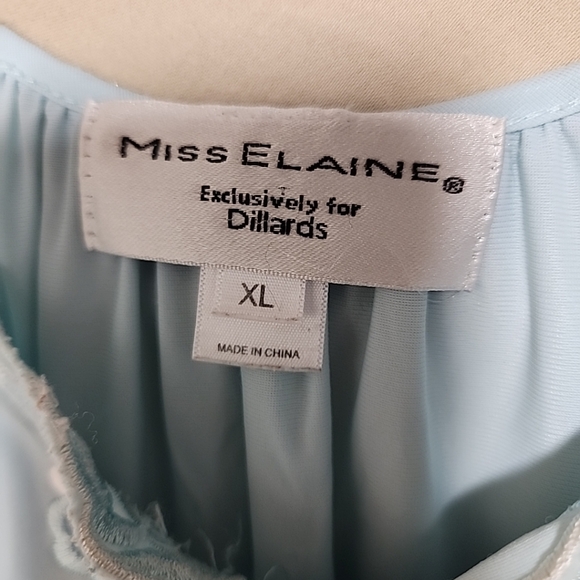 MISS ELAINE®
Exclusively for
Dillards
XL
MADE IN CHINA